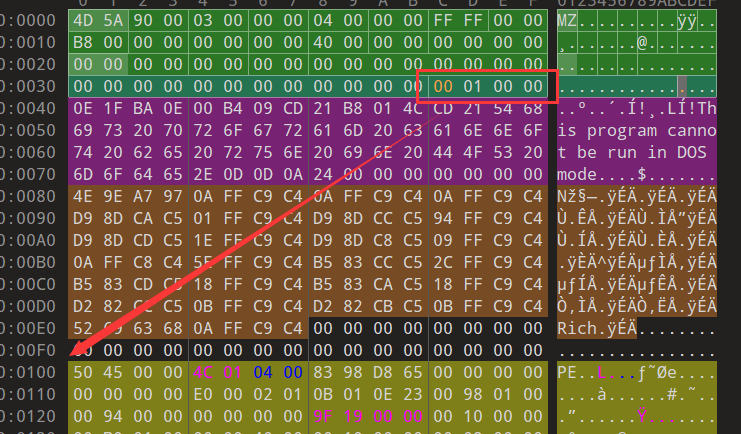 0123456789ABCDEF
0:0000 4D 5A 90 00 03 00 00 00 04 00 00 00 FF FF 00 00 MZ..........ÿÿ..
0:0010 B8 00 00 00 00 00 00 00 40 00 00 00 00 00 00 00 ¸.......@.......
0:0020 00 00 00 00 00 00 00 00 00 00 00 00 00 00 00 00 ................
0:0030 00 00 00 00 00 00 00 00 00 00 00 00 00 01 00 00 ................
0:0040 0E 1F BA 0E 00 B4 09 CD 21 B8 01 4C CD 21 54 68 ..º..´.Í!¸.LÍ!Th
0:0050 69 73 20 70 72 6F 67 72 61 6D 20 63 61 6E 6E 6F is program canno
0:0060 74 20 62 65 20 72 75 6E 20 69 6E 20 44 4F 53 20 t be run in DOS
0:0070 6D 6F 64 65 2E 0D 0D 0A 24 00 00 00 00 00 00 00 mode....$.......
0:0080 4E 9E A7 97 0A FF C9 C4 0A FF C9 C4 0A FF C9 C4 Nž§—.ÿÉÄ.ÿÉÄ.ÿÉÄ
0:0090 D9 8D CA C5 01 FF C9 C4 D9 8D CC C5 94 FF C9 C4 Ù.ÊÅ.ÿÉÄÙ.ÌÅ”ÿÉÄ
0:00A0 D9 8D CD C5 1E FF C9 C4 D9 8D C8 C5 09 FF C9 C4 Ù.ÍÅ.ÿÉÄÙ.ÈÅ.ÿÉÄ
0:00B0 0A FF C8 C4 5E FF C9 C4 B5 83 CC C5 2C FF C9 C4 .ÿÈÄ^ÿÉÄµƒÌÅ,ÿÉÄ
0:00C0 B5 83 CD C5 18 FF C9 C4 B5 83 CA C5 18 FF C9 C4 µƒÍÅ.ÿÉÄµƒÊÅ.ÿÉÄ
0:00D0 D2 82 CC C5 0B FF C9 C4 D2 82 CB C5 0B FF C9 C4 Ò‚ÌÅ.ÿÉÄÒ‚ËÅ.ÿÉÄ
0:00E0 52 69 63 68 0A FF C9 C4 00 00 00 00 00 00 00 00 Rich.ÿÉÄ........
0:00F0 00 00 00 00 00 00 00 00 00 00 00 00 00 00 00 00 ................
0:0100 50 45 00 00 4C 01 04 00 83 98 D8 65 00 00 00 00 PE..L...ƒ˜Øe....
0:0110 00 00 00 00 E0 00 02 01 0B 01 0E 23 00 98 01 00 ....à......#.˜..
0:0120 00 94 00 00 00 00 00 00 9F 19 00 00 00 10 00 00 .”......Ÿ.......